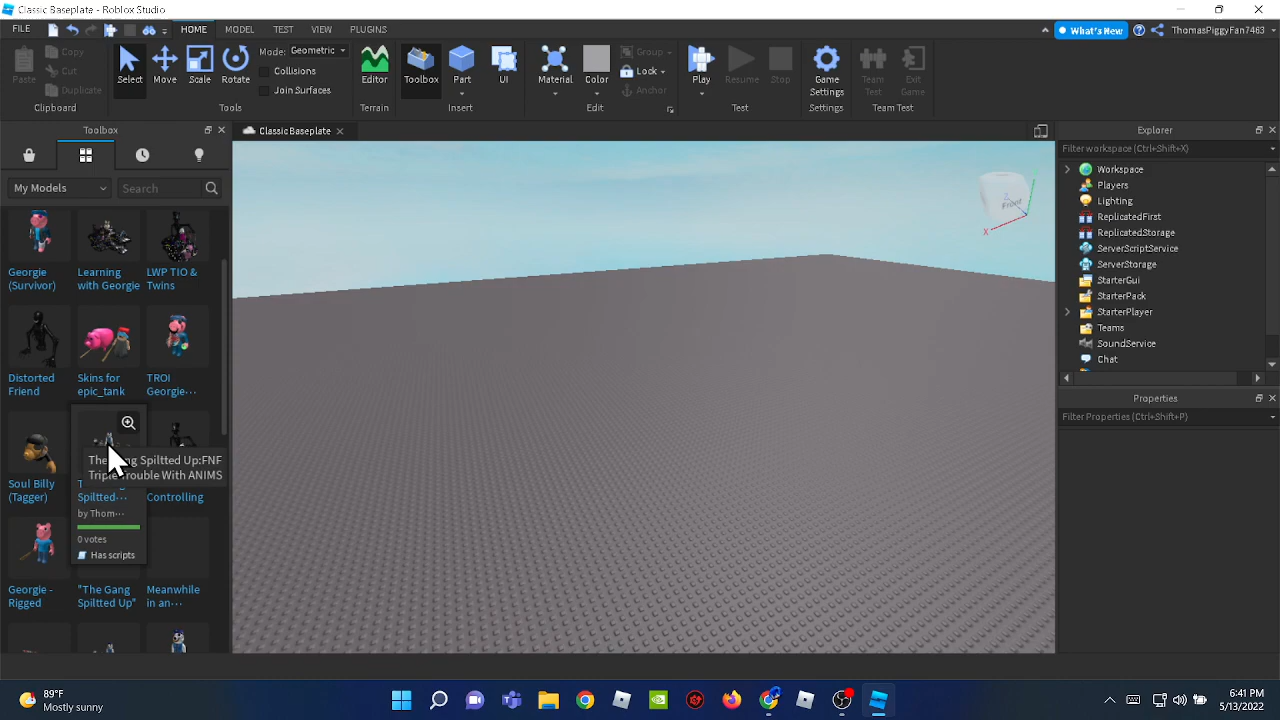 Classic Baseplate - Roblox Studio
FILE HOME MODEL TEST VIEW PLUGINS What's New ThomasPiggyFan7463
Paste Copy Cut Duplicate Clipboard
Select Move Scale Rotate Mode: Geometric Collisions Join Surfaces Tools
Editor Terrain
Toolbox Part UI Insert
Material Color Group Lock Anchor Edit
Play Resume Stop Test
Game Settings Settings
Team Test Exit Game Team Test
Toolbox
My Models Search
Georgie (Survivor)
Learning with Georgie
LWP TIO & Twins
Distorted Friend
Skins for epic_tank
TROI Georgie...
Soul Billy (Tagger)
Spiltted...
Controlling
Spiltted Up:FNF
With ANIMS
by Thom...
0 votes
Has scripts
Georgie - Rigged
"The Gang Spiltted Up"
Meanwhile in an...
Classic Baseplate
Front
X
Explorer
Filter workspace (Ctrl+Shift+X)
Workspace
Players
Lighting
ReplicatedFirst
ReplicatedStorage
ServerScriptService
ServerStorage
StarterGui
StarterPack
StarterPlayer
Teams
SoundService
Chat
Properties
Filter Properties (Ctrl+Shift+P)
89°F
Mostly sunny
6:41 PM
5/13/2022